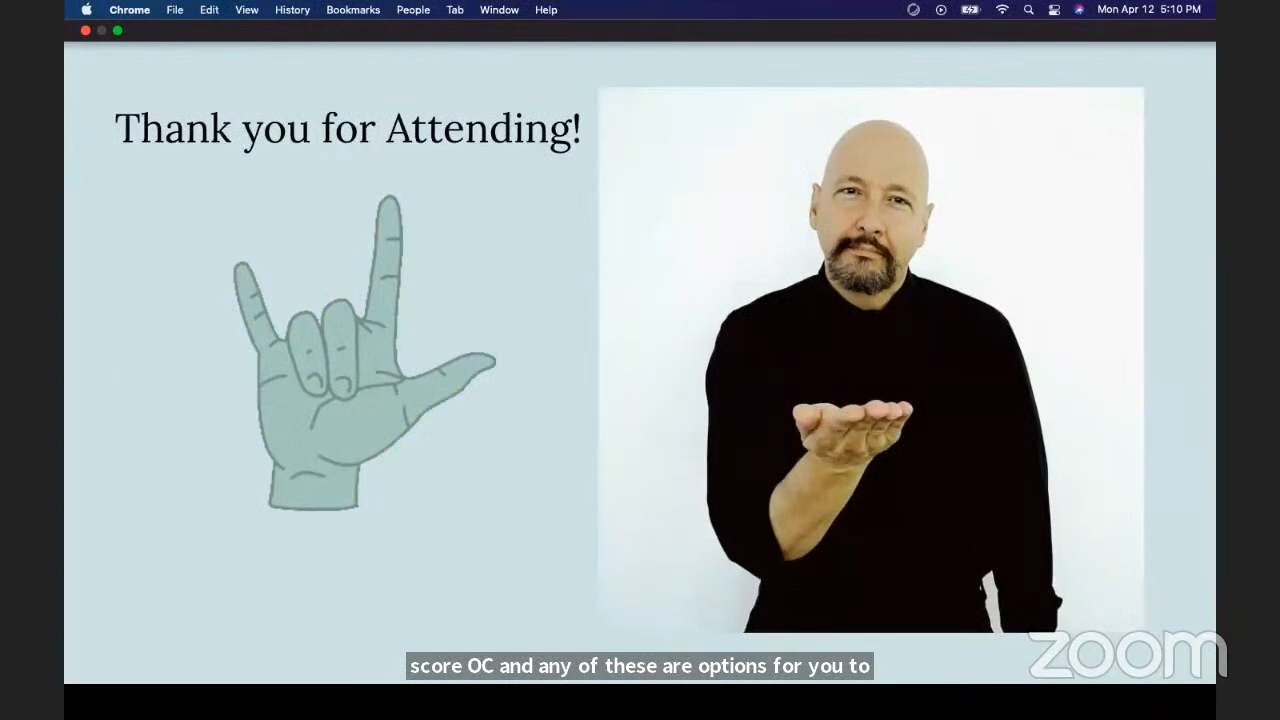 Chrome File Edit View History Bookmarks People Tab Window Help Mon Apr 12 5:10 PM
Thank you for Attending!
score OC and any of these are options for you to
zoom